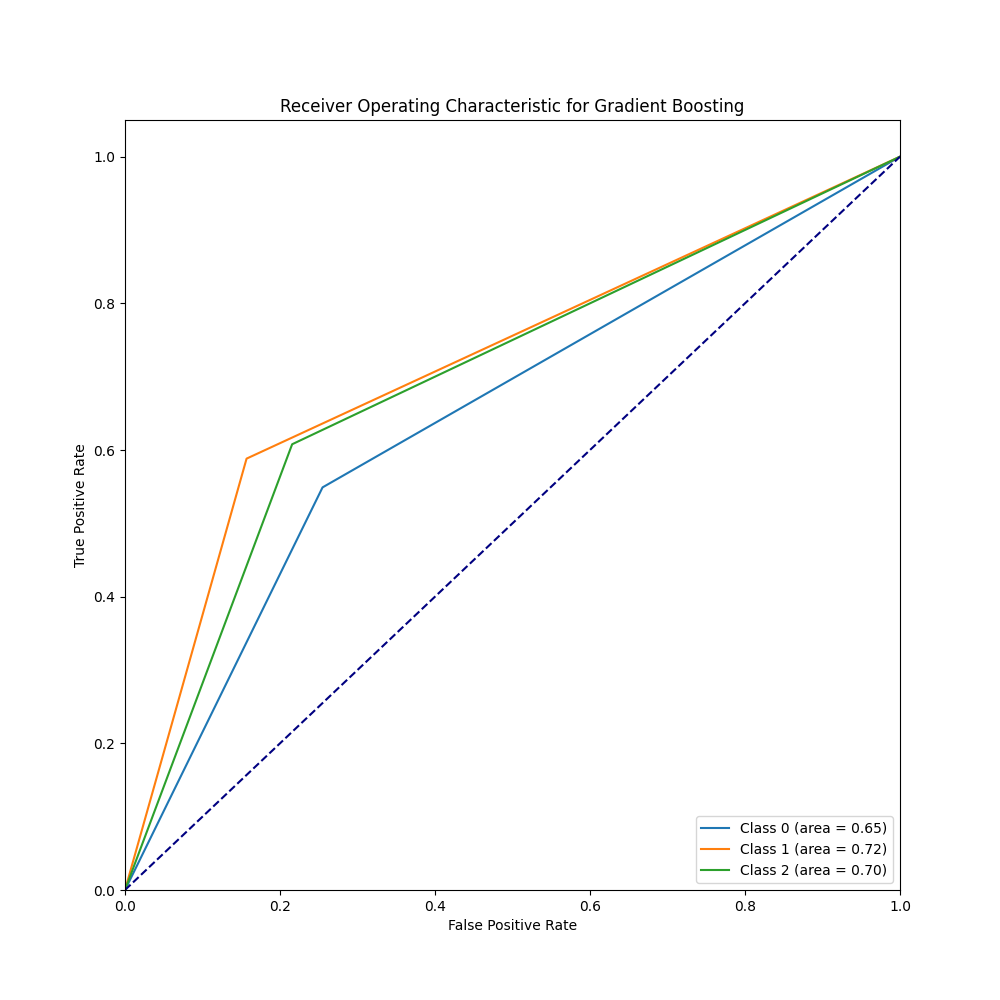 Receiver Operating Characteristic for Gradient Boosting
True Positive Rate
1.0
0.8
0.6
0.4
0.2
0.0
0.0 0.2 0.4 0.6 0.8 1.0
False Positive Rate
Class 0 (area = 0.65)
Class 1 (area = 0.72)
Class 2 (area = 0.70)